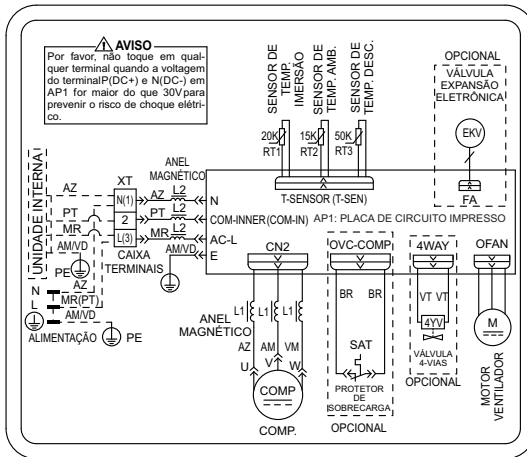 AVISO
Por favor, não toque em qual-
quer terminal quando a voltagem
do terminalP(DC+) e N(DC-) em
AP1 for maior do que 30Vpara
prevenir o risco de choque elétri-
co.
SENSOR DE
TEMP.
IMERSÃO
SENSOR DE
TEMP. AMB.
SENSOR DE
TEMP. DESC.
OPCIONAL
VÁLVULA
EXPANSÃO
ELETRÔNICA
EKV
FA
20K
RT1
15K
RT2
50K
RT3
T-SENSOR (T-SEN)
UNIDADE INTERNA
AZ
PT
MR
AM/VD
PE
XT
N(1)
2
L(3)
CAIXA
TERMINAIS
ANEL
MAGNÉTICO
AZ
L2
N
PT
L2
COM-INNER(COM-IN)
AP1: PLACA DE CIRCUITO IMPRESSO
MR
L2
AC-L
AM/VD
E
N
L
AZ
MR(PT)
AM/VD
PE
ALIMENTAÇÃO
CN2
OVC-COMP
4WAY
OFAN
L1
L1
L1
ANEL
MAGNÉTICO
AZ
AM
VM
U
V
W
COMP
COMP.
BR
BR
SAT
PROTETOR
DE
SOBRECARGA
OPCIONAL
VT
VT
4YV
VÁLVULA
4-VIAS
OPCIONAL
M
MOTOR
VENTILADOR